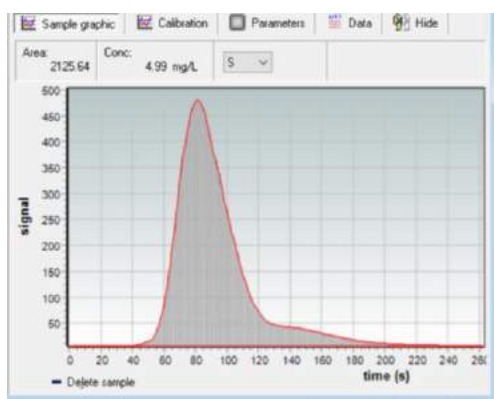 Sample graphic Calibration Parameters Data Hide
Area: Conc:
2125.64 4.99 mg/L S
500
450
400
350
300
250
200
150
100
50
signal
0 20 40 60 80 100 120 140 160 180 200 220 240 260
time (s)
Delete sample